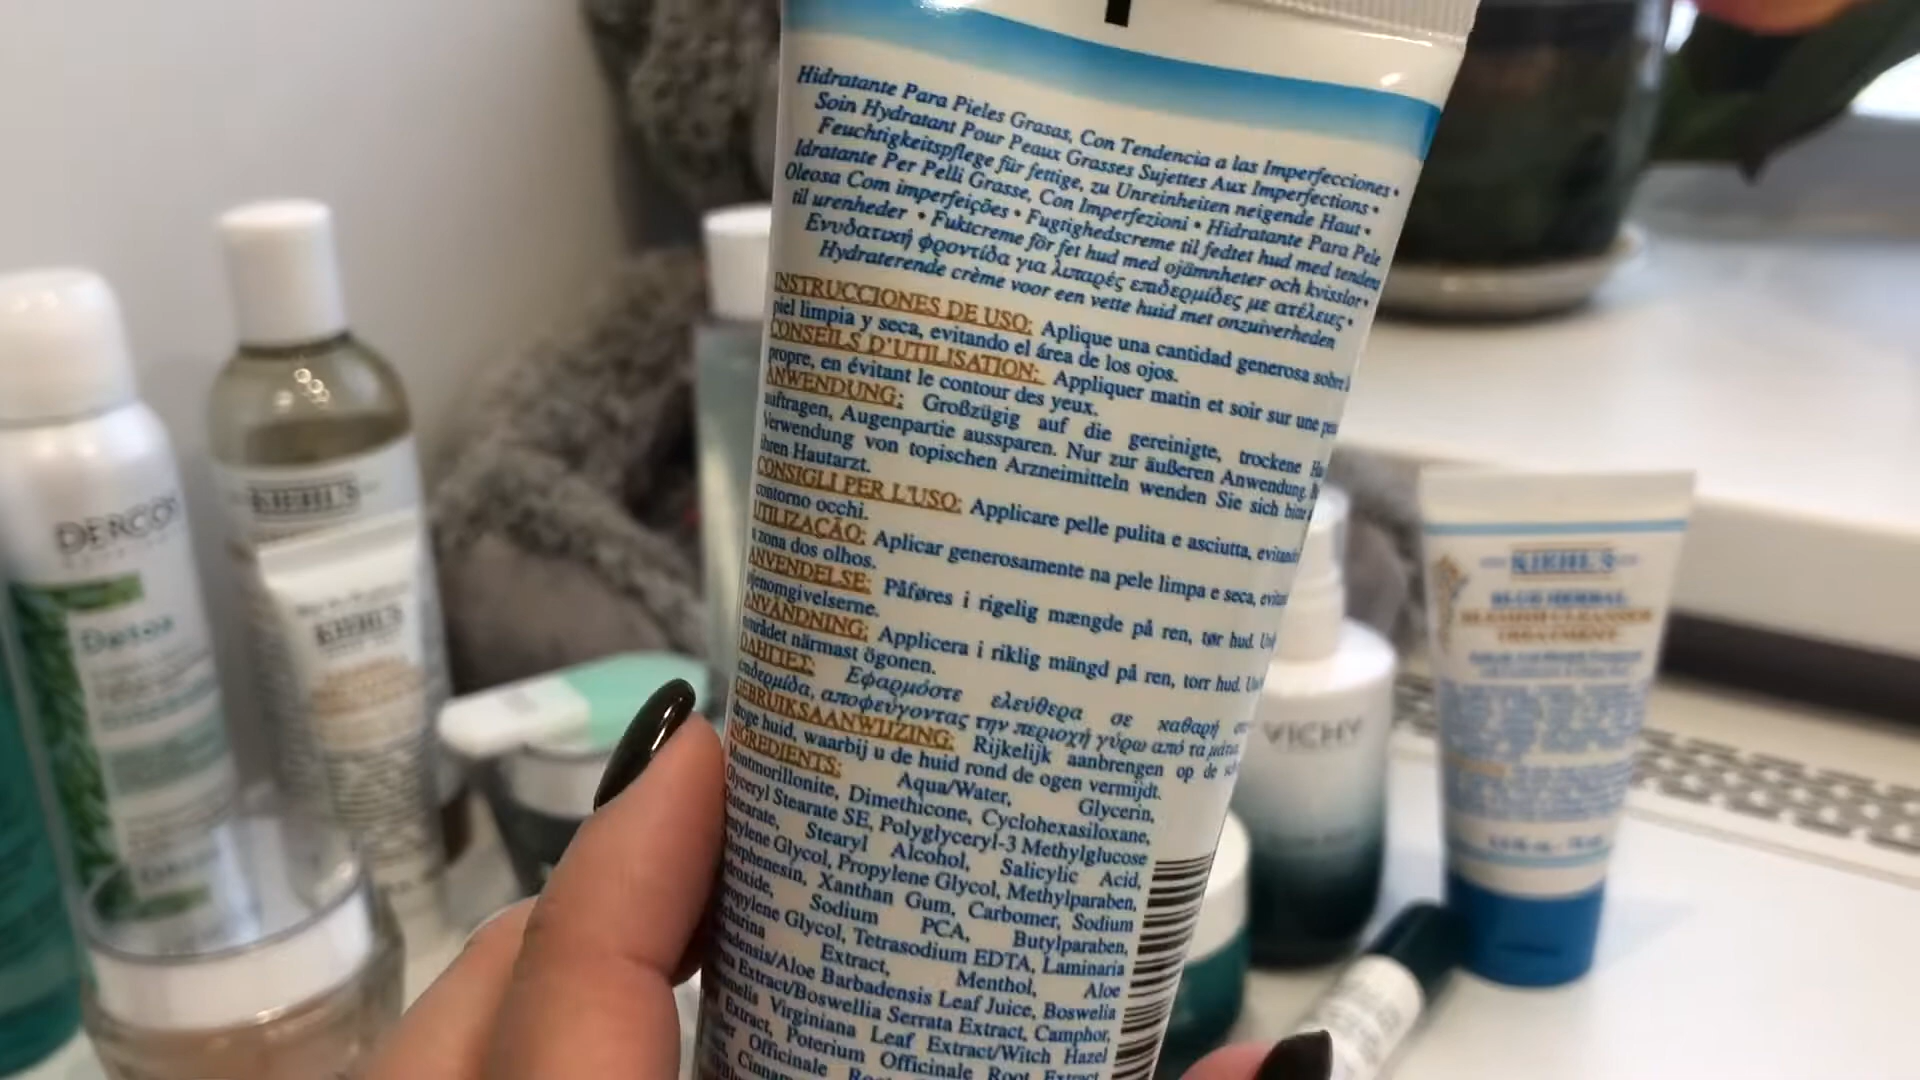 Hidratante Para Pieles Grasas, Con Tendencia a las Imperfecciones •
Soin Hydratant Pour Peaux Grasses Sujettes Aux Imperfections •
Feuchtigkeitspflege für fettige, zu Unreinheiten neigende Haut •
Idratante Per Pelli Grasse, Con Imperfezioni • Hidratante Para Pele
Oleosa Com imperfeições • Fugtighedscreme til fedtet hud med tendens
til urenheder • Fuktcreme för fet hud med ojämnheter och kvisslor •
Ενυδατική φροντίδα για λιπαρές επιδερμίδες με ατέλειες •
Hydraterende crème voor een vette huid met onzuiverheden
INSTRUCCIONES DE USO: Aplique una cantidad generosa sobre
piel limpia y seca, evitando el área de los ojos.
CONSEILS D'UTILISATION: Appliquer matin et soir sur une
propre, en évitant le contour des yeux.
ANWENDUNG: Großzügig auf die gereinigte, trockene
auftragen, Augenpartie aussparen. Nur zur äußeren Anwendung.
Verwendung von topischen Arzneimitteln wenden Sie sich
ihren Hautarzt.
CONSIGLI PER L'USO: Applicare pelle pulita e asciutta,
contorno occhi.
UTILIZAÇÃO: Aplicar generosamente na pele limpa e seca,
a zona dos olhos.
ANVENDELSE: Påføres i rigelig mængde på ren, tør hud.
øjenomgivelserne.
ANVÄNDNING: Applicera i riklig mängd på ren, torr hud.
området närmast ögonen.
ΟΔΗΓΙΕΣ: Εφαρμόστε ελεύθερα σε καθαρή
επιδερμίδα, αποφεύγοντας την περιοχή γύρω από τα μάτια.
GEBRUIKSAANWIJZING: Rijkelijk aanbrengen op de
droge huid, waarbij u de huid rond de ogen vermijdt.
INGREDIENTS: Aqua/Water, Glycerin,
Montmorillonite, Dimethicone, Cyclohexasiloxane,
Glyceryl Stearate SE, Polyglyceryl-3 Methylglucose
Distearate, Stearyl Alcohol, Salicylic Acid,
Butylene Glycol, Propylene Glycol, Methylparaben,
Chlorphenesin, Xanthan Gum, Carbomer, Sodium
Hydroxide, Sodium PCA, Butylparaben,
Propylene Glycol, Tetrasodium EDTA, Laminaria
Extract, Menthol, Aloe
Barbadensis/Aloe Barbadensis Leaf Juice, Boswelia
Extract/Boswellia Serrata Extract, Camphor,
Virginiana Leaf Extract/Witch Hazel
Extract, Poterium Officinale Root Extract
Officinale
DERCOS
Detox
KIEHL'S
KIEHL'S
VICHY
KIEHL'S
BLUE HERBAL
BLEMISH CLEANSER
TREATMENT